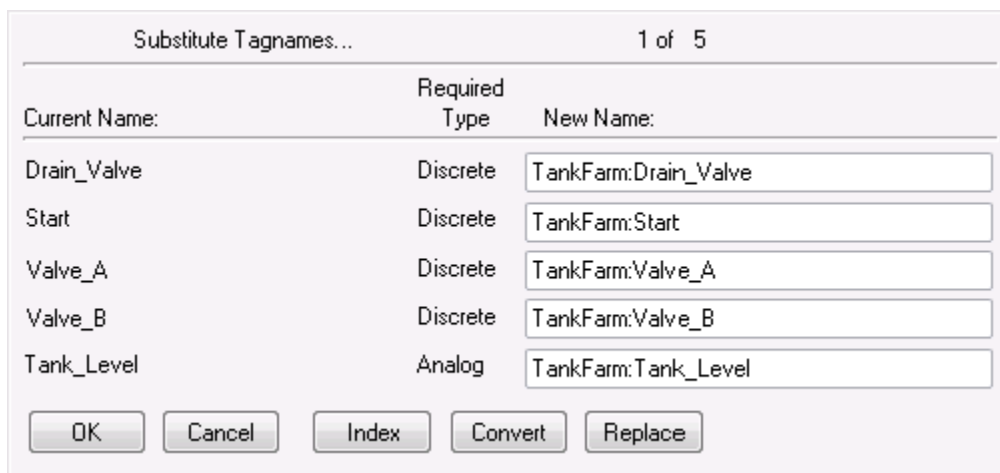 Substitute Tagnames... 1 of 5
Required
Current Name: Type New Name:
Drain_Valve Discrete TankFarm:Drain_Valve
Start Discrete TankFarm:Start
Valve_A Discrete TankFarm:Valve_A
Valve_B Discrete TankFarm:Valve_B
Tank_Level Analog TankFarm:Tank_Level
OK Cancel Index Convert Replace